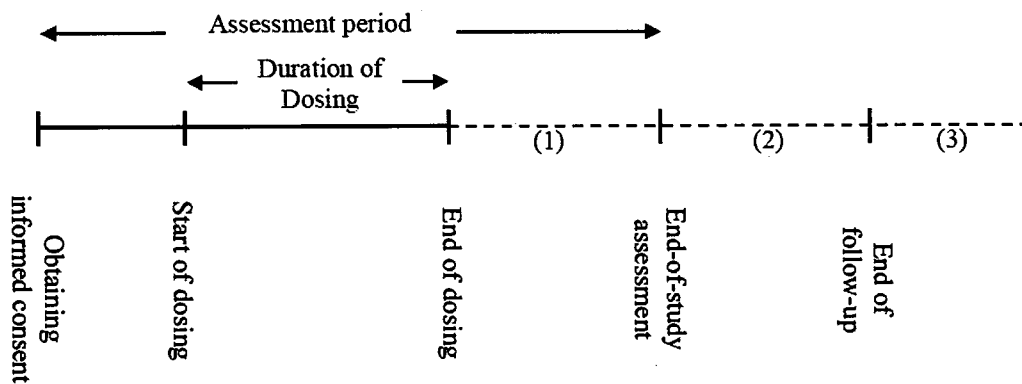 Assessment period
Duration of
Dosing
(1)
(2)
(3)
Obtaining
informed consent
Start of dosing
End of dosing
End-of-study
assessment
End of
follow-up